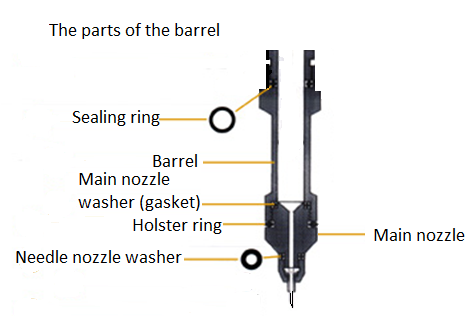 The parts of the barrel
Sealing ring
Barrel
Main nozzle
washer (gasket)
Holster ring
Main nozzle
Needle nozzle washer